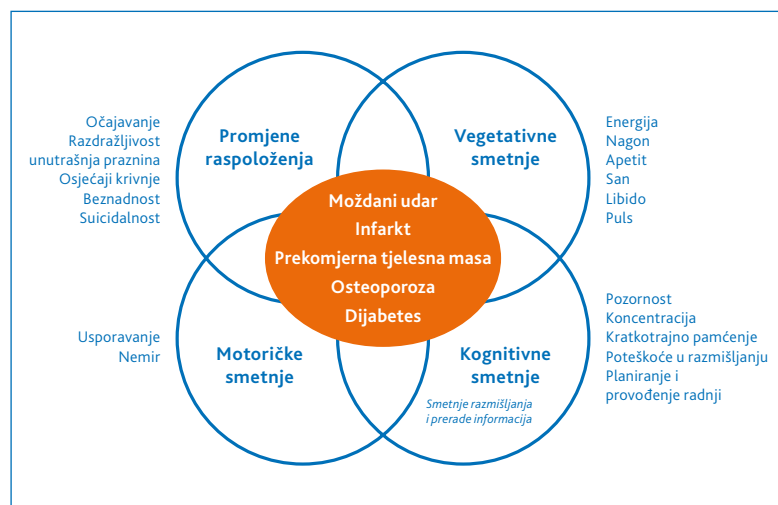 Očajavanje
Razdražljivost
unutrašnja praznina
Osjećaji krivnje
Beznadnost
Suicidalnost
Promjene
raspoloženja
Vegetativne
smetnje
Energija
Nagon
Apetit
San
Libido
Puls
Moždani udar
Infarkt
Prekomjerna tjelesna masa
Osteoporoza
Dijabetes
Usporavanje
Nemir
Motoričke
smetnje
Kognitivne
smetnje
Smetnje razmišljanja
i prerade informacija
Pozornost
Koncentracija
Kratkotrajno pamćenje
Poteškoće u razmišljanju
Planiranje i
provođenje radnji